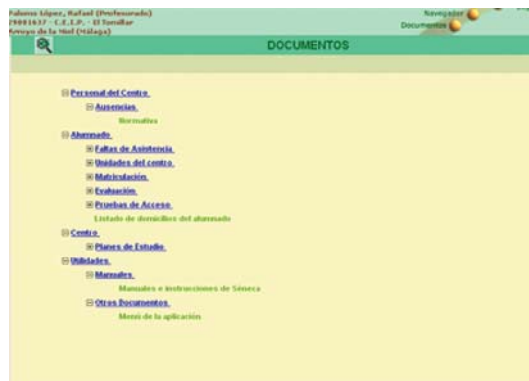 Palomo López, Rafael (Profesorado)
29001637 - C.E.I.P. - El Tomillar
Arroyo de la Miel (Málaga)
Navegador
Documentos
DOCUMENTOS
Personal del Centro
Ausencias
Normativa
Alumnado
Faltas de Asistencia
Unidades del centro
Matriculación
Evaluación
Pruebas de Acceso
Listado de domicilios del alumnado
Centro
Planes de Estudio
Utilidades
Manuales
Manuales e instrucciones de Séneca
Otros Documentos
Menú de la aplicación